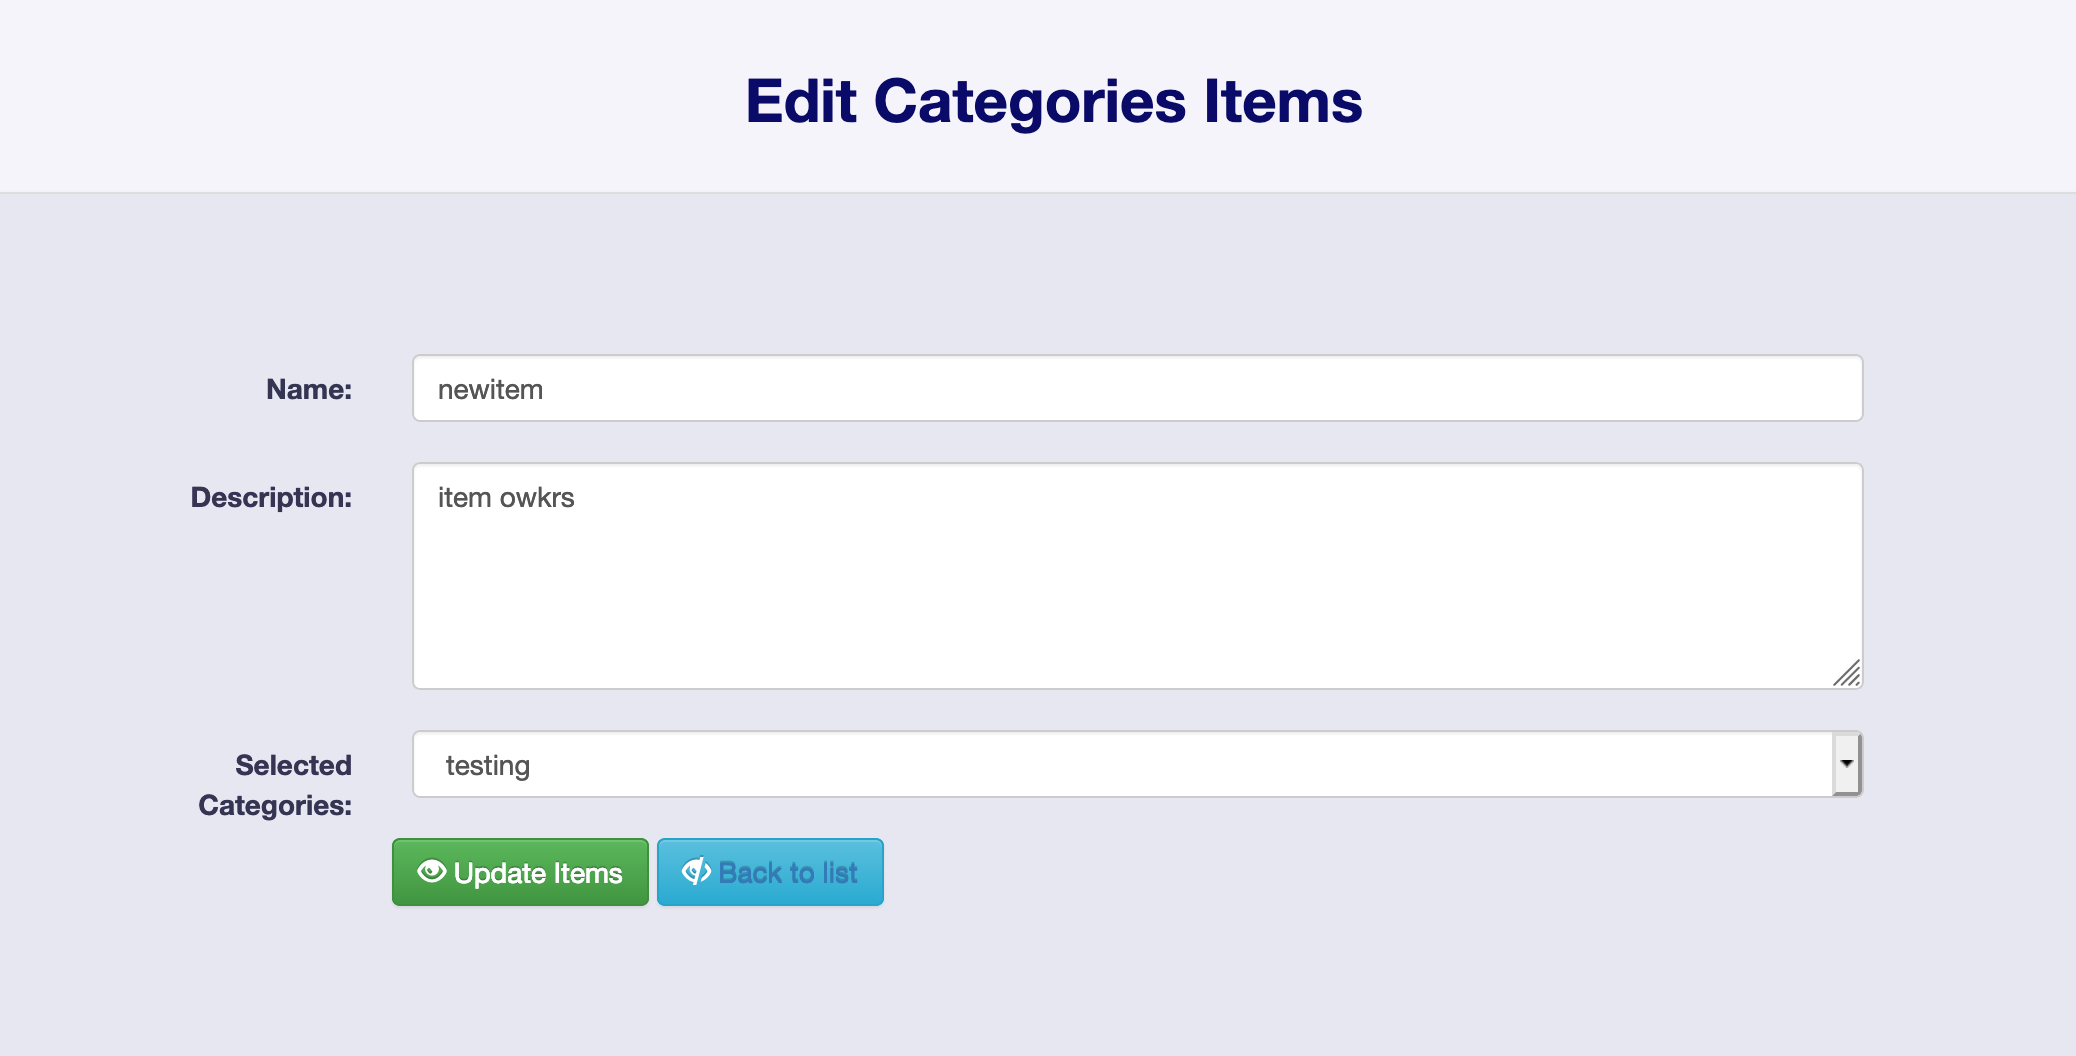 Edit Categories Items
Name:
newitem
Description:
item owkrs
Selected
Categories:
testing
Update Items
Back to list